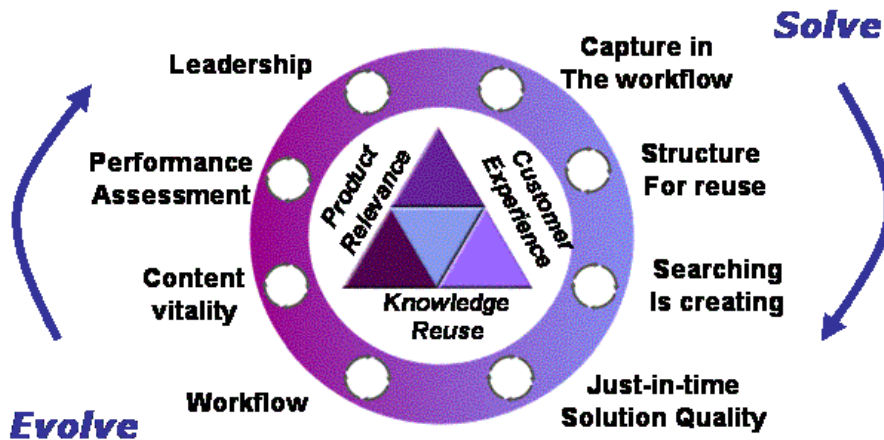 Solve
Capture in
The workflow
Structure
For reuse
Searching
Is creating
Just-in-time
Solution Quality
Evolve
Workflow
Content
vitality
Performance
Assessment
Leadership
Product
Relevance
Customer
Experience
Knowledge
Reuse